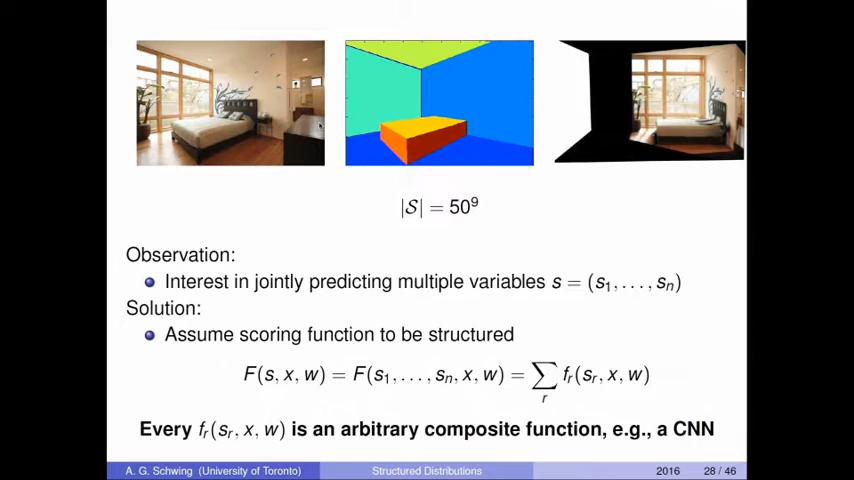 |𝒮| = 50⁹
Observation:
Interest in jointly predicting multiple variables s = (s₁, . . . , sₙ)
Solution:
Assume scoring function to be structured
F(s, x, w) = F(s₁, . . . , sₙ, x, w) = ∑ᵣ fᵣ(sᵣ, x, w)
Every fᵣ(sᵣ, x, w) is an arbitrary composite function, e.g., a CNN
A. G. Schwing (University of Toronto) Structured Distributions 2016 28 / 46